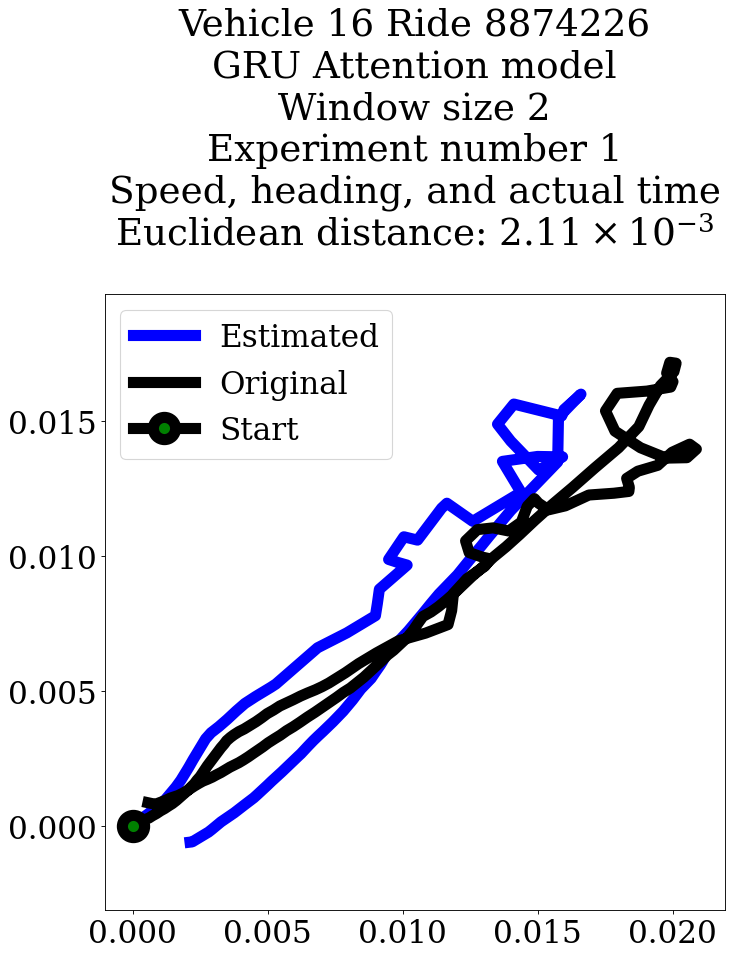 Vehicle 16 Ride 8874226
GRU Attention model
Window size 2
Experiment number 1
Speed, heading, and actual time
Euclidean distance: 2.11 × 10⁻³
Estimated
Original
Start
0.015
0.010
0.005
0.000
0.000 0.005 0.010 0.015 0.020